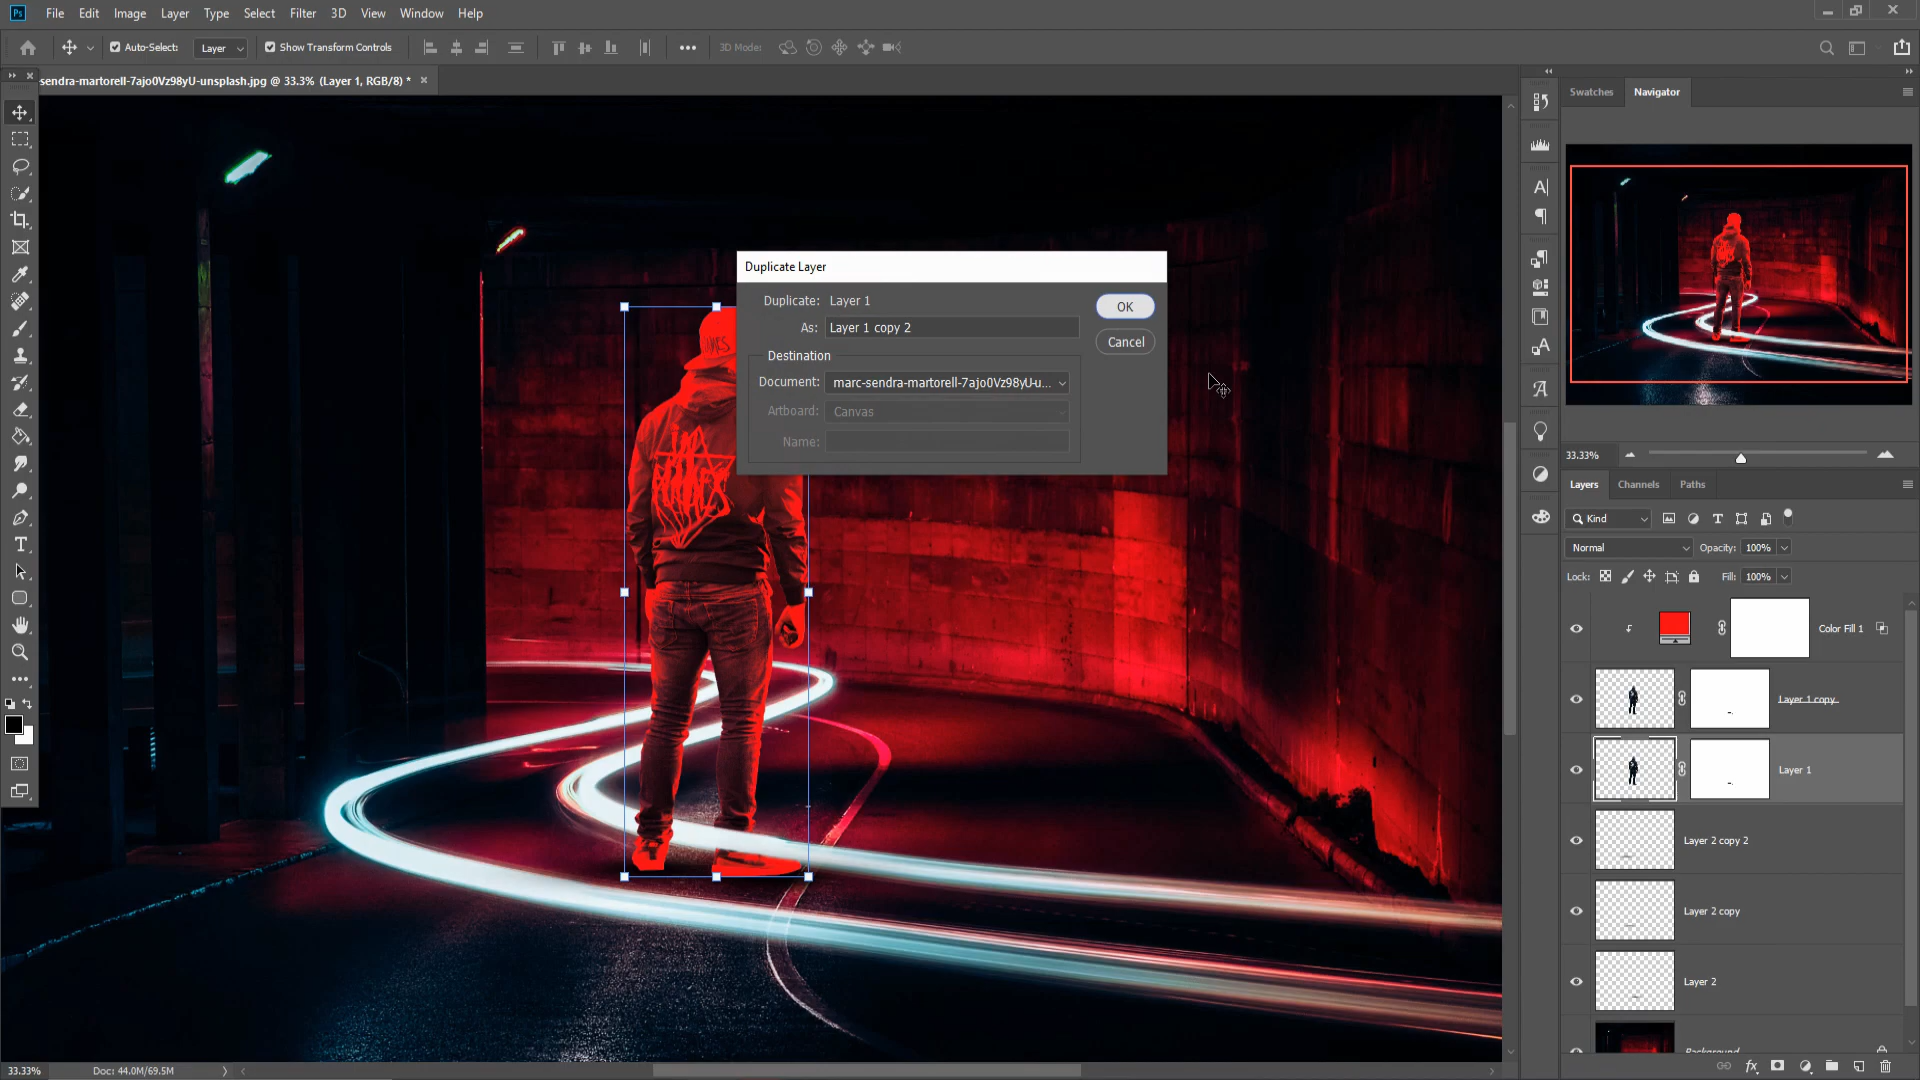 Ps File Edit Image Layer Type Select Filter 3D View Window Help
Auto-Select: Layer Show Transform Controls 3D Mode:
sendra-martorell-7ajo0Vz98yU-unsplash.jpg @ 33.3% (Layer 1, RGB/8) *
Swatches Navigator
Duplicate Layer
Duplicate: Layer 1
OK
As: Layer 1 copy 2
Cancel
Destination
Document: marc-sendra-martorell-7ajo0Vz98yU-u...
Artboard: Canvas
Name:
33.33%
Layers Channels Paths
Kind
Normal Opacity: 100%
Lock: Fill: 100%
Color Fill 1
Layer 1 copy
Layer 1
Layer 2 copy 2
Layer 2 copy
Layer 2
Background
33.33% Doc: 44.0M/69.5M